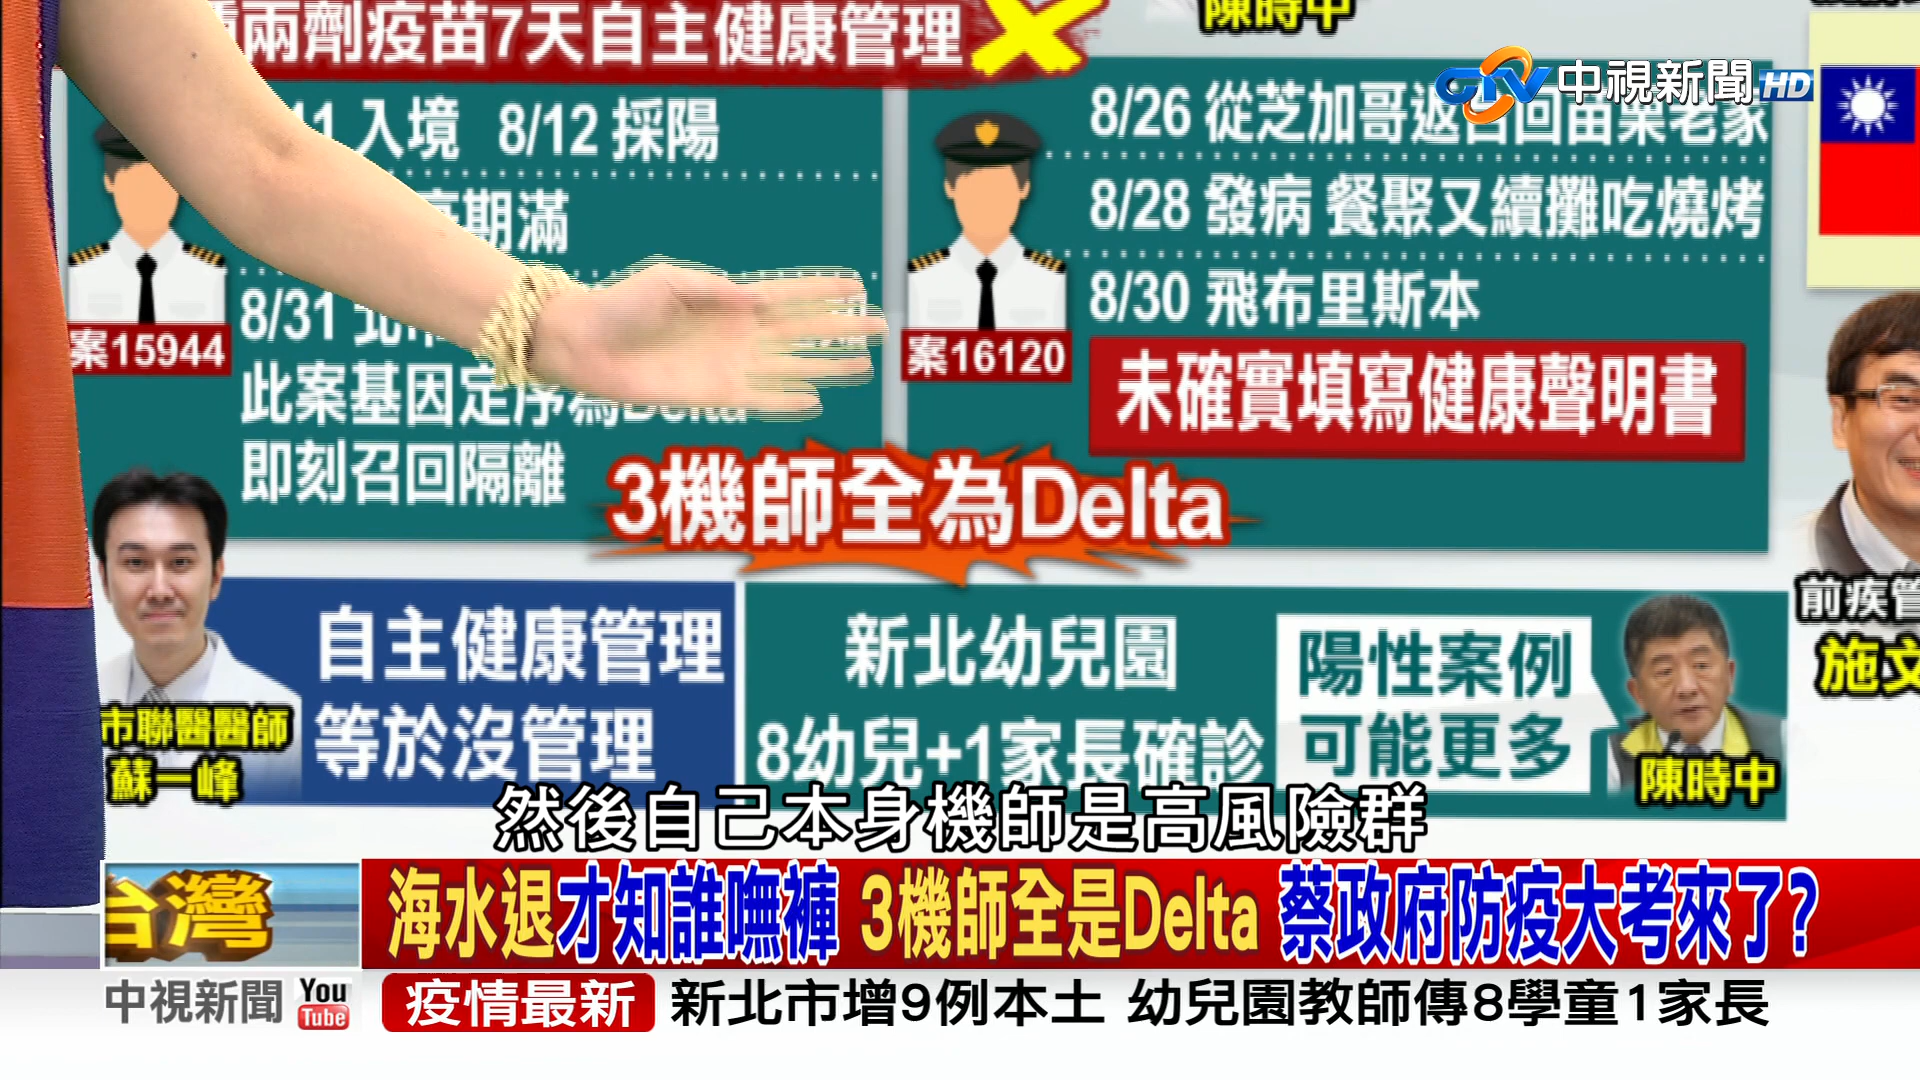 兩劑疫苗7天自主健康管理
陳時中
中視新聞HD
11 入境 8/12 採陽
期滿
8/31
此案基因定序為Delta
即刻召回隔離
案15944
8/26 從芝加哥返台回苗栗老家
8/28 發病 餐聚又續攤吃燒烤
8/30 飛布里斯本
未確實填寫健康聲明書
案16120
3機師全為Delta
自主健康管理
等於沒管理
市聯醫醫師
蘇一峰
新北幼兒園
8幼兒+1家長確診
陽性案例
可能更多
陳時中
前疾管
施文
然後自己本身機師是高風險群
台灣
海水退才知誰嘸褲 3機師全是Delta 蔡政府防疫大考來了?
中視新聞 YouTube
疫情最新 新北市增9例本土 幼兒園教師傳8學童1家長